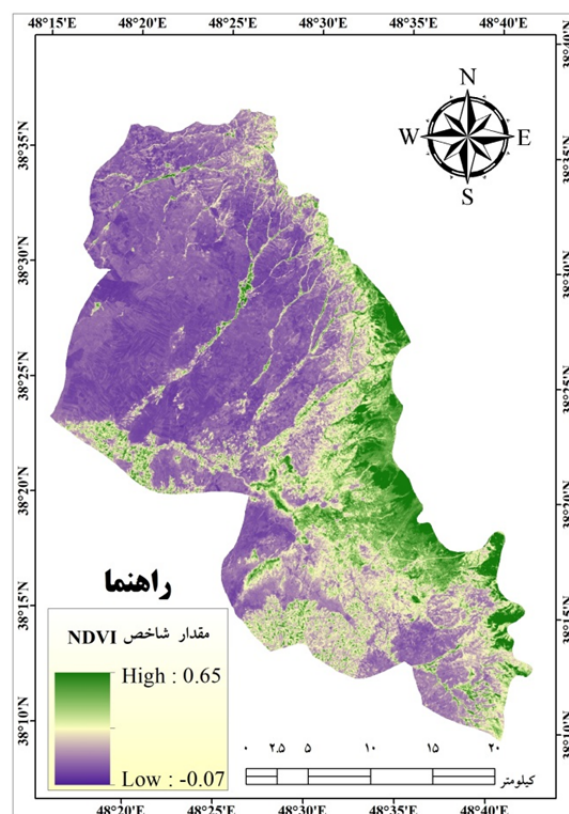 48°15'E 48°20'E 48°25'E 48°30'E 48°35'E 48°40'E
38°35'N
38°30'N
38°25'N
38°20'N
38°15'N
38°10'N
N
W E
S
راهنما
مقدار شاخص NDVI
High : 0.65
Low : -0.07
۰ ۲.۵ ۵ ۱۰ ۱۵ ۲۰
کیلومتر
48°20'E 48°25'E 48°30'E 48°35'E 48°40'E